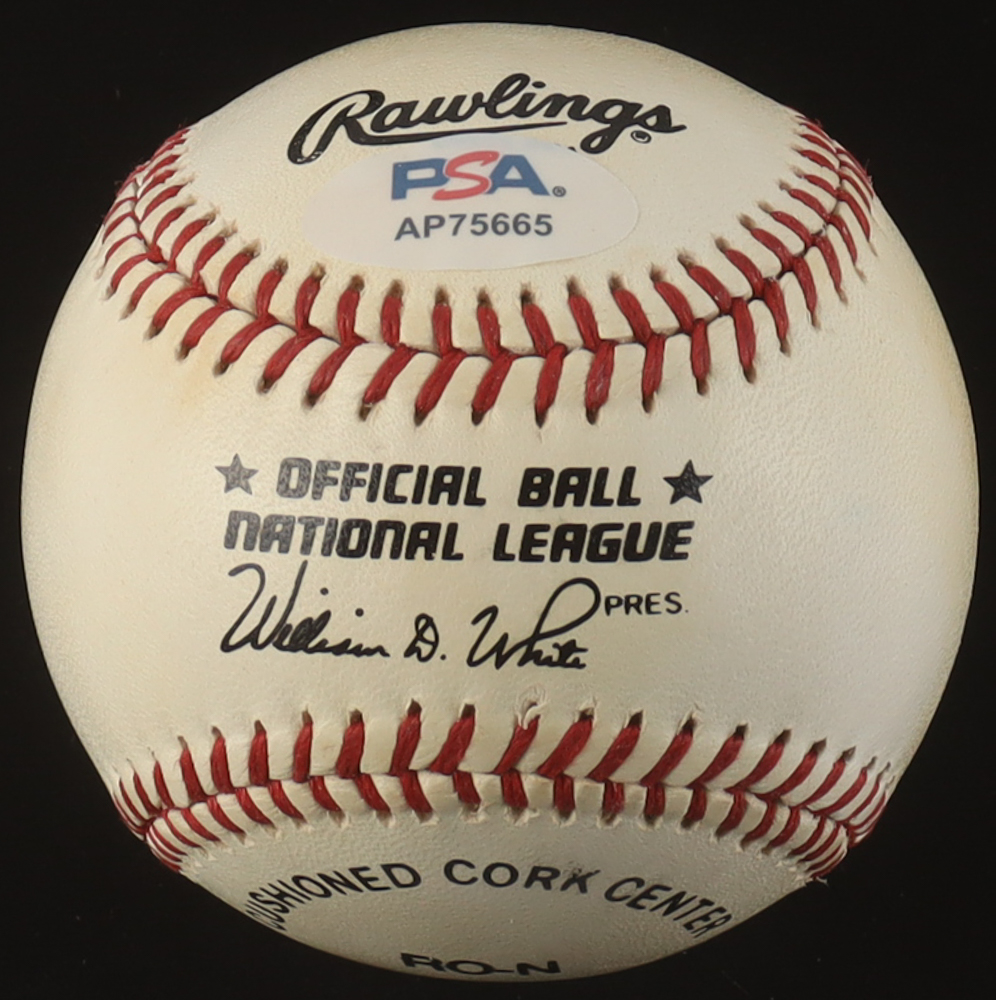 Rawlings®
PSA®
AP75665
★ OFFICIAL BALL ★
NATIONAL LEAGUE
William D. White PRES.
CUSHIONED CORK CENTER
RO-N